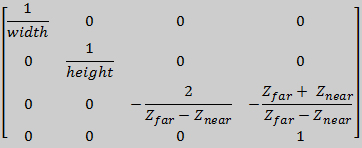 1/width 0 0 0
0 1/height 0 0
0 0 -2/(Z_far - Z_near) -(Z_far + Z_near)/(Z_far - Z_near)
0 0 0 1